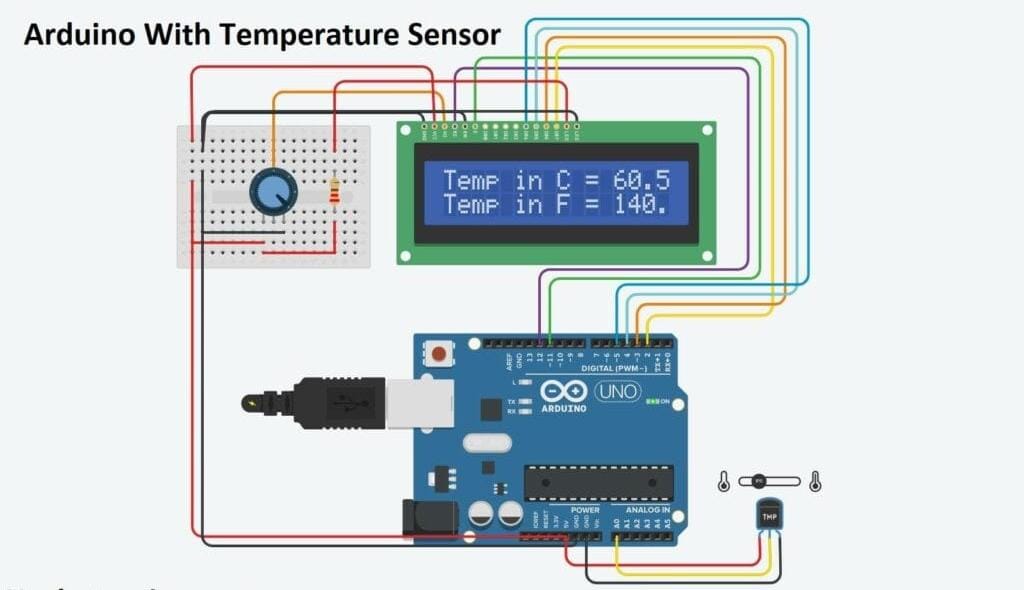 Arduino With Temperature Sensor
Temp in C = 60.5
Temp in F = 140.
AREF
GND
13
12
~11
~10
~9
8
7
~6
~5
4
~3
2
TX→1
RX←0
DIGITAL (PWM~)
L
TX
RX
ARDUINO
UNO
ON
POWER
ANALOG IN
IOREF
RESET
3.3V
5V
GND
GND
Vin
A0
A1
A2
A3
A4
A5
TMP